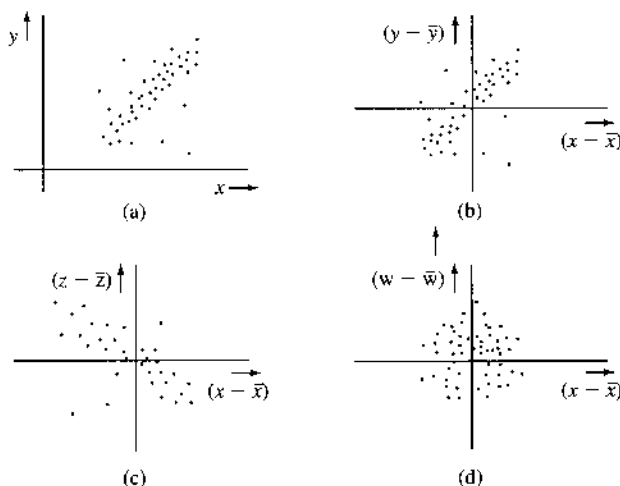 y
x
(a)
(y − ȳ)
(x − x̄)
(b)
(z − z̄)
(x − x̄)
(c)
(w − w̄)
(x − x̄)
(d)